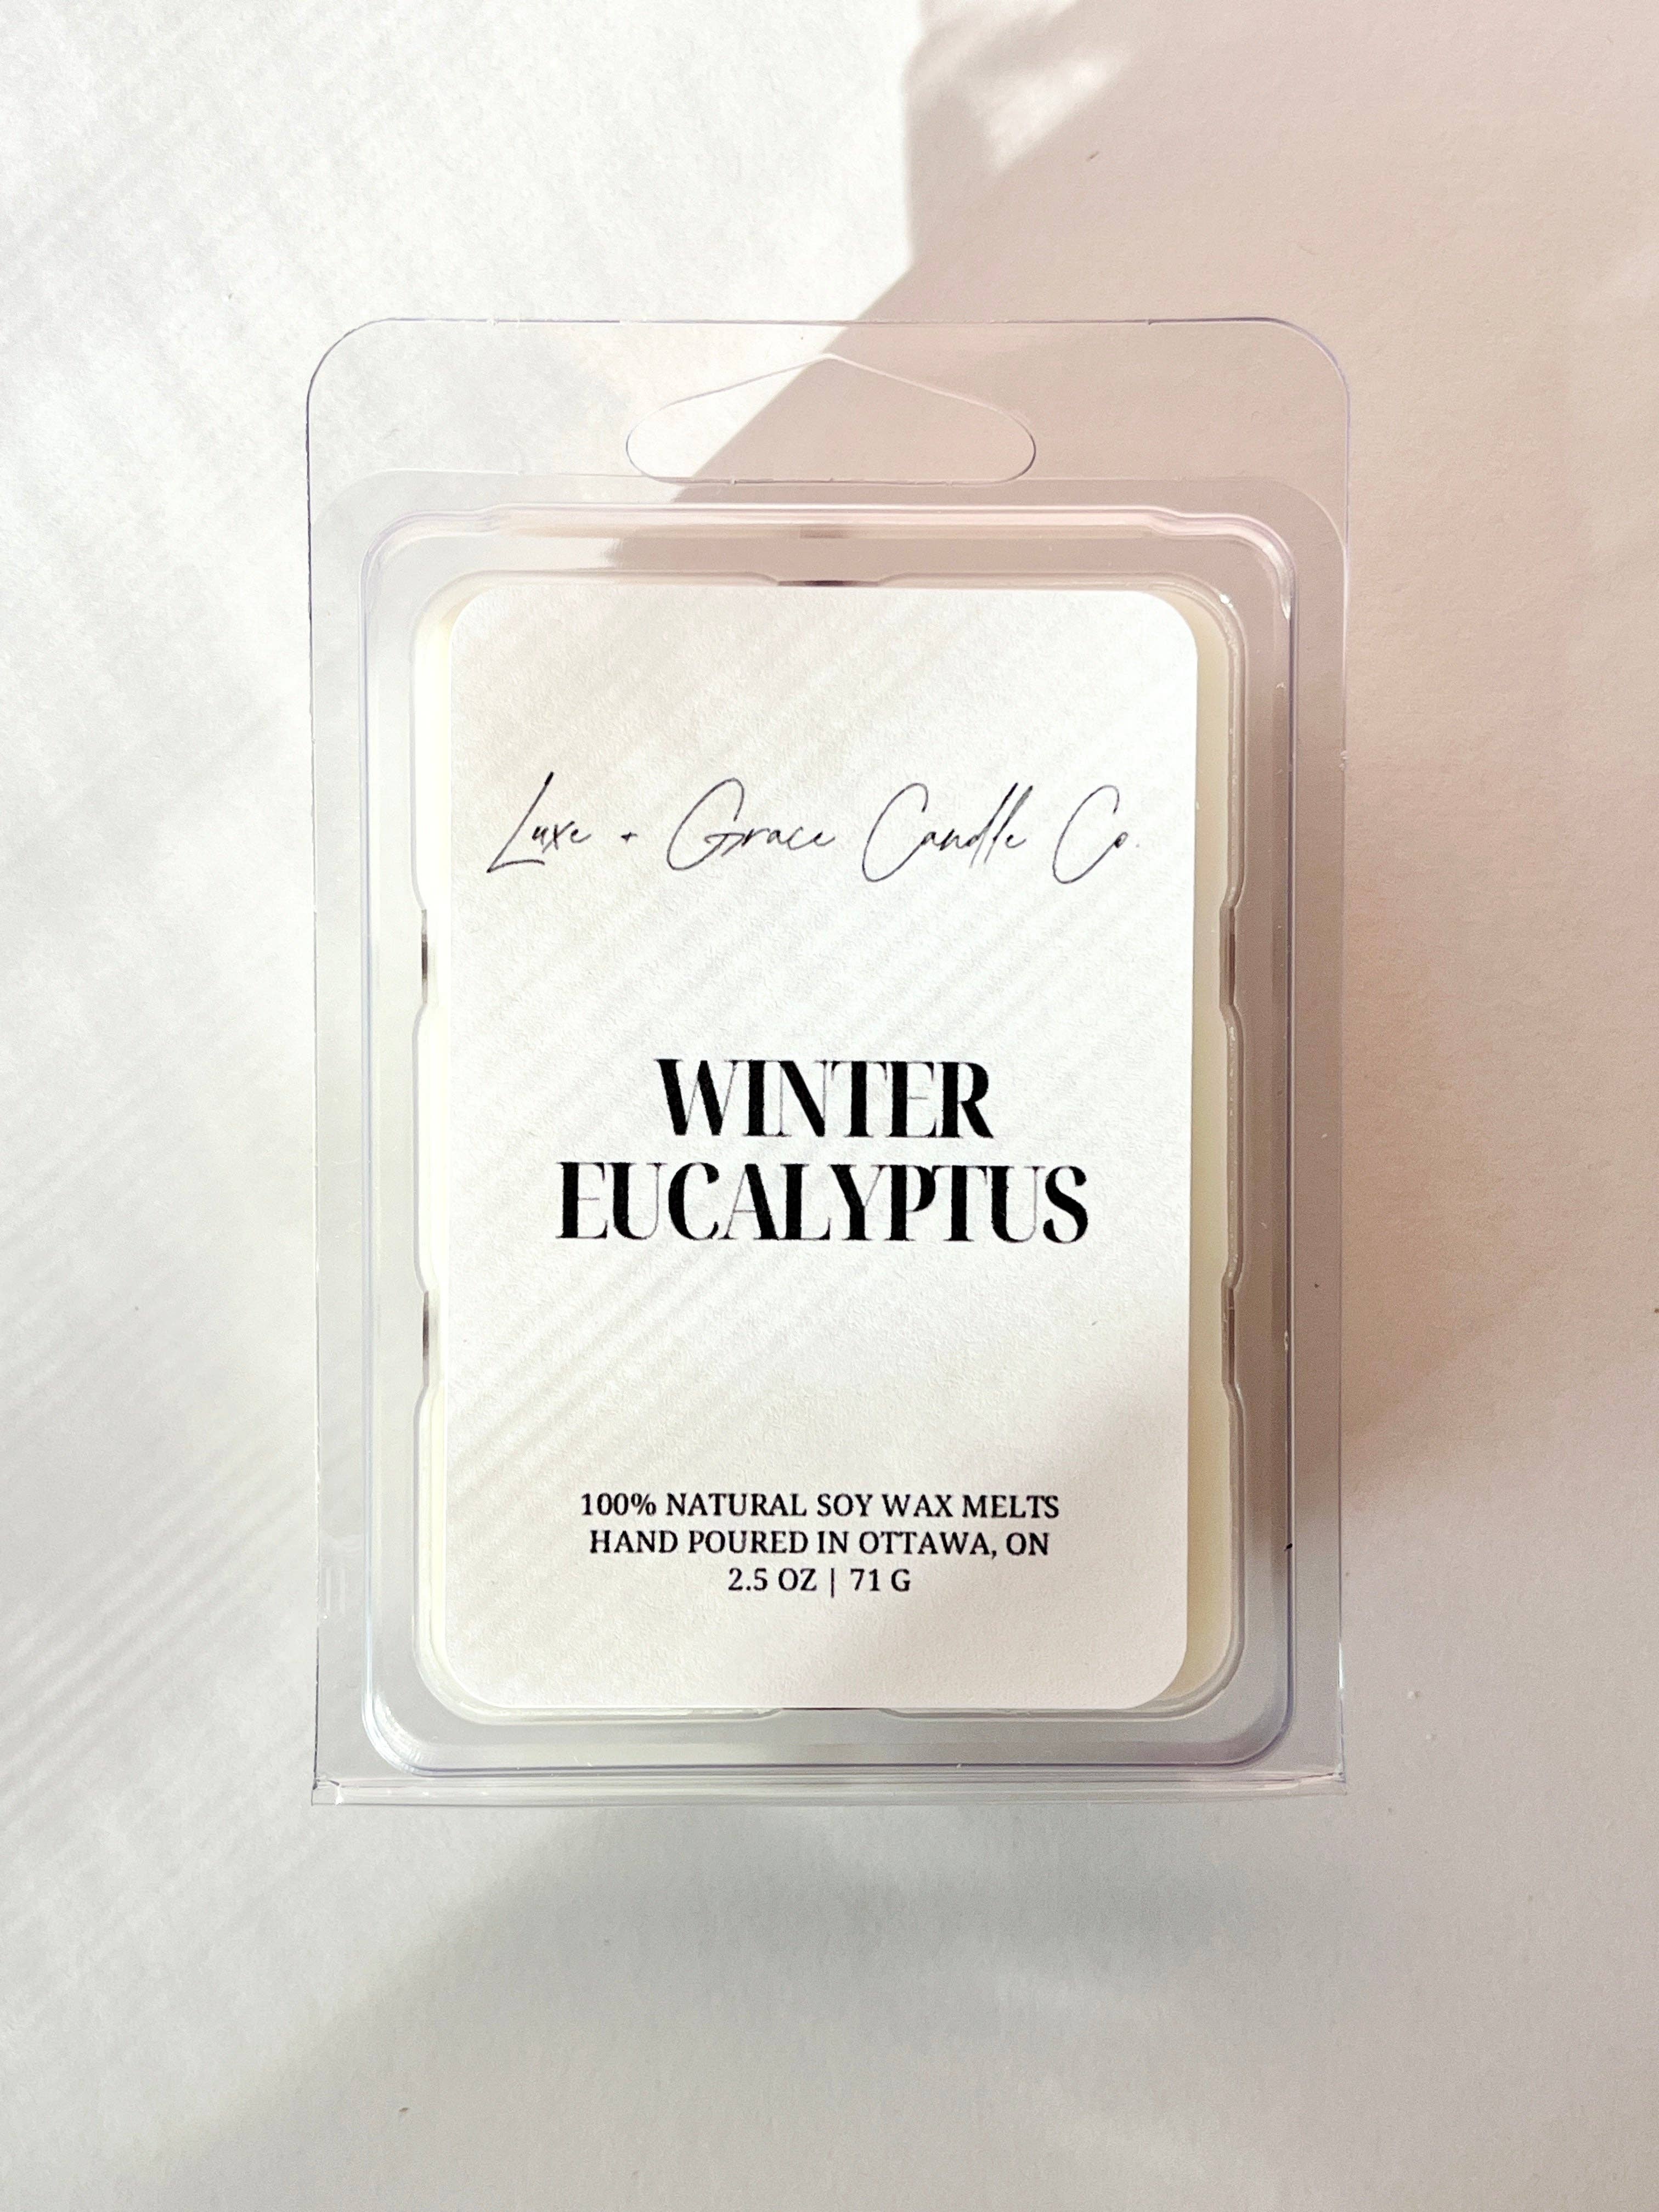 Luxe + Grace Candle Co.
WINTER
EUCALYPTUS
100% NATURAL SOY WAX MELTS
HAND POURED IN OTTAWA, ON
2.5 OZ | 71 G